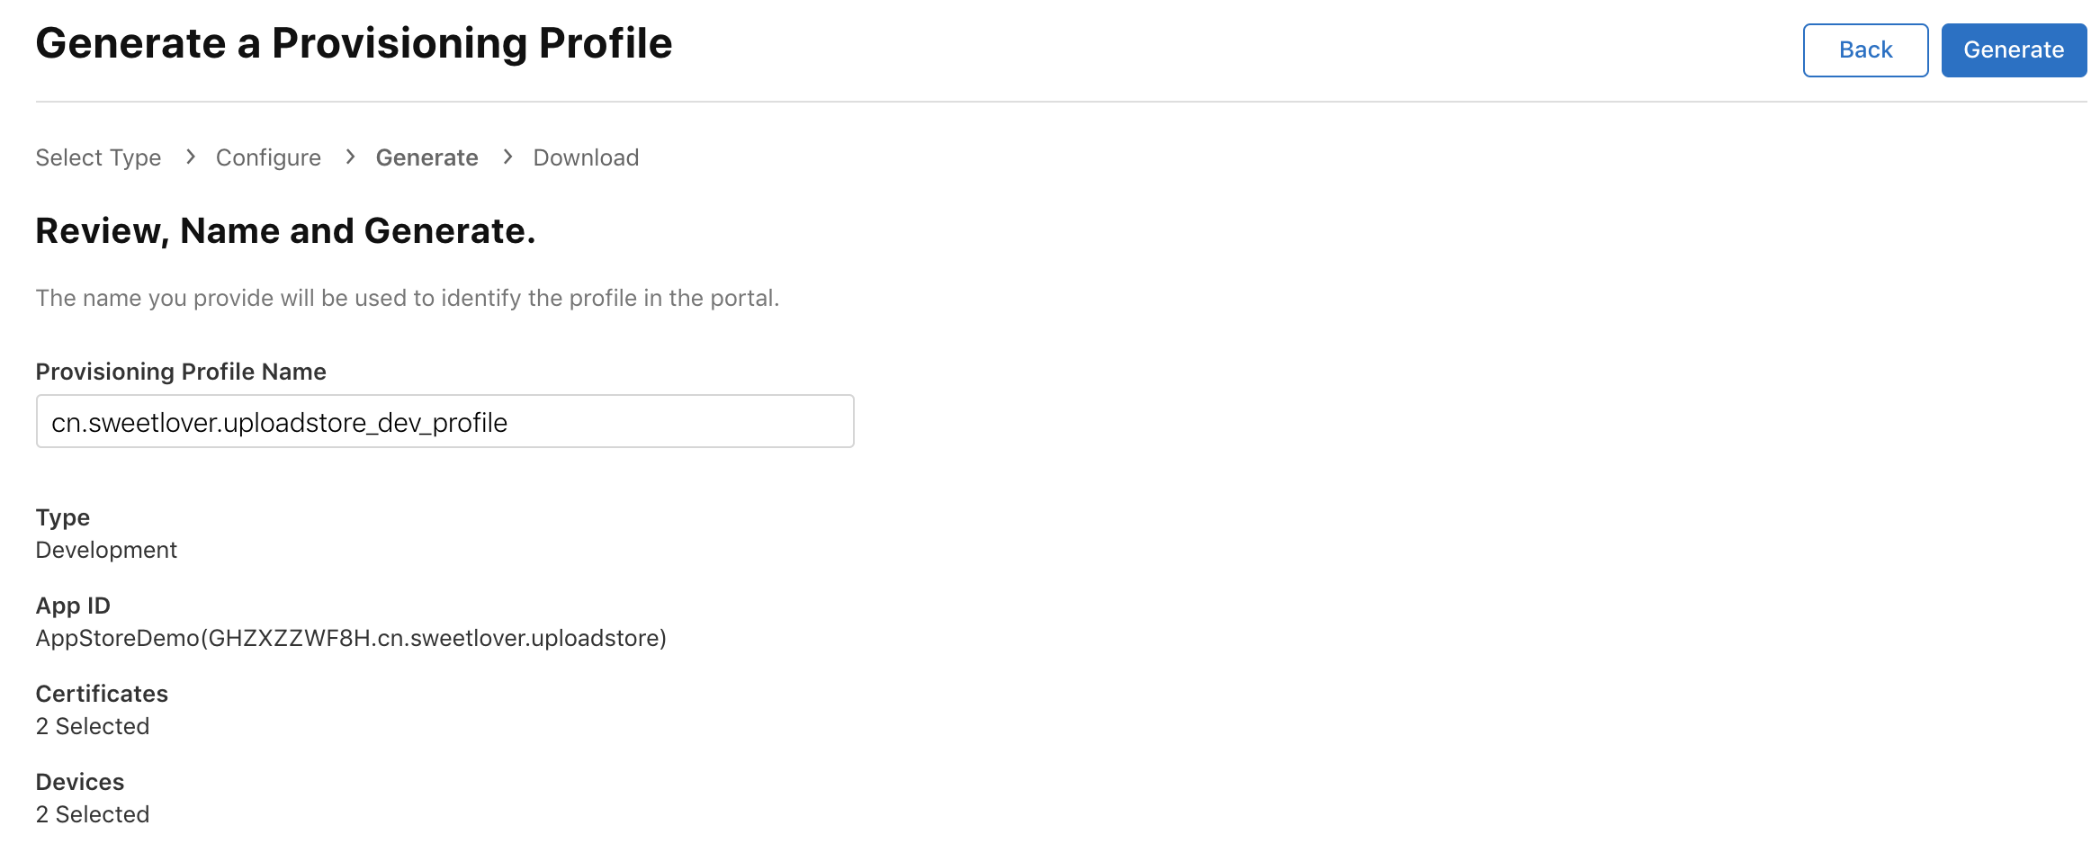 Generate a Provisioning Profile
Back
Generate
Select Type > Configure > Generate > Download
Review, Name and Generate.
The name you provide will be used to identify the profile in the portal.
Provisioning Profile Name
cn.sweetlover.uploadstore_dev_profile
Type
Development
App ID
AppStoreDemo(GHZXZZWF8H.cn.sweetlover.uploadstore)
Certificates
2 Selected
Devices
2 Selected